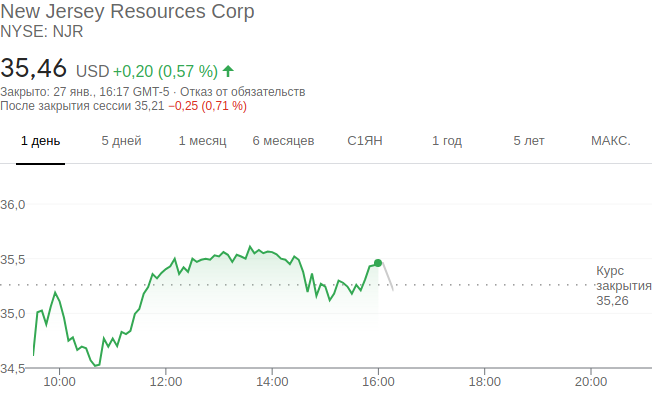 New Jersey Resources Corp
NYSE: NJR
35,46 USD +0,20 (0,57 %)
Закрыто: 27 янв., 16:17 GMT-5 · Отказ от обязательств
После закрытия сессии 35,21 −0,25 (0,71 %)
1 день 5 дней 1 месяц 6 месяцев С1ЯН 1 год 5 лет МАКС.
36,0
35,5
Курс
закрытия
35,26
35,0
34,5
10:00 12:00 14:00 16:00 18:00 20:00